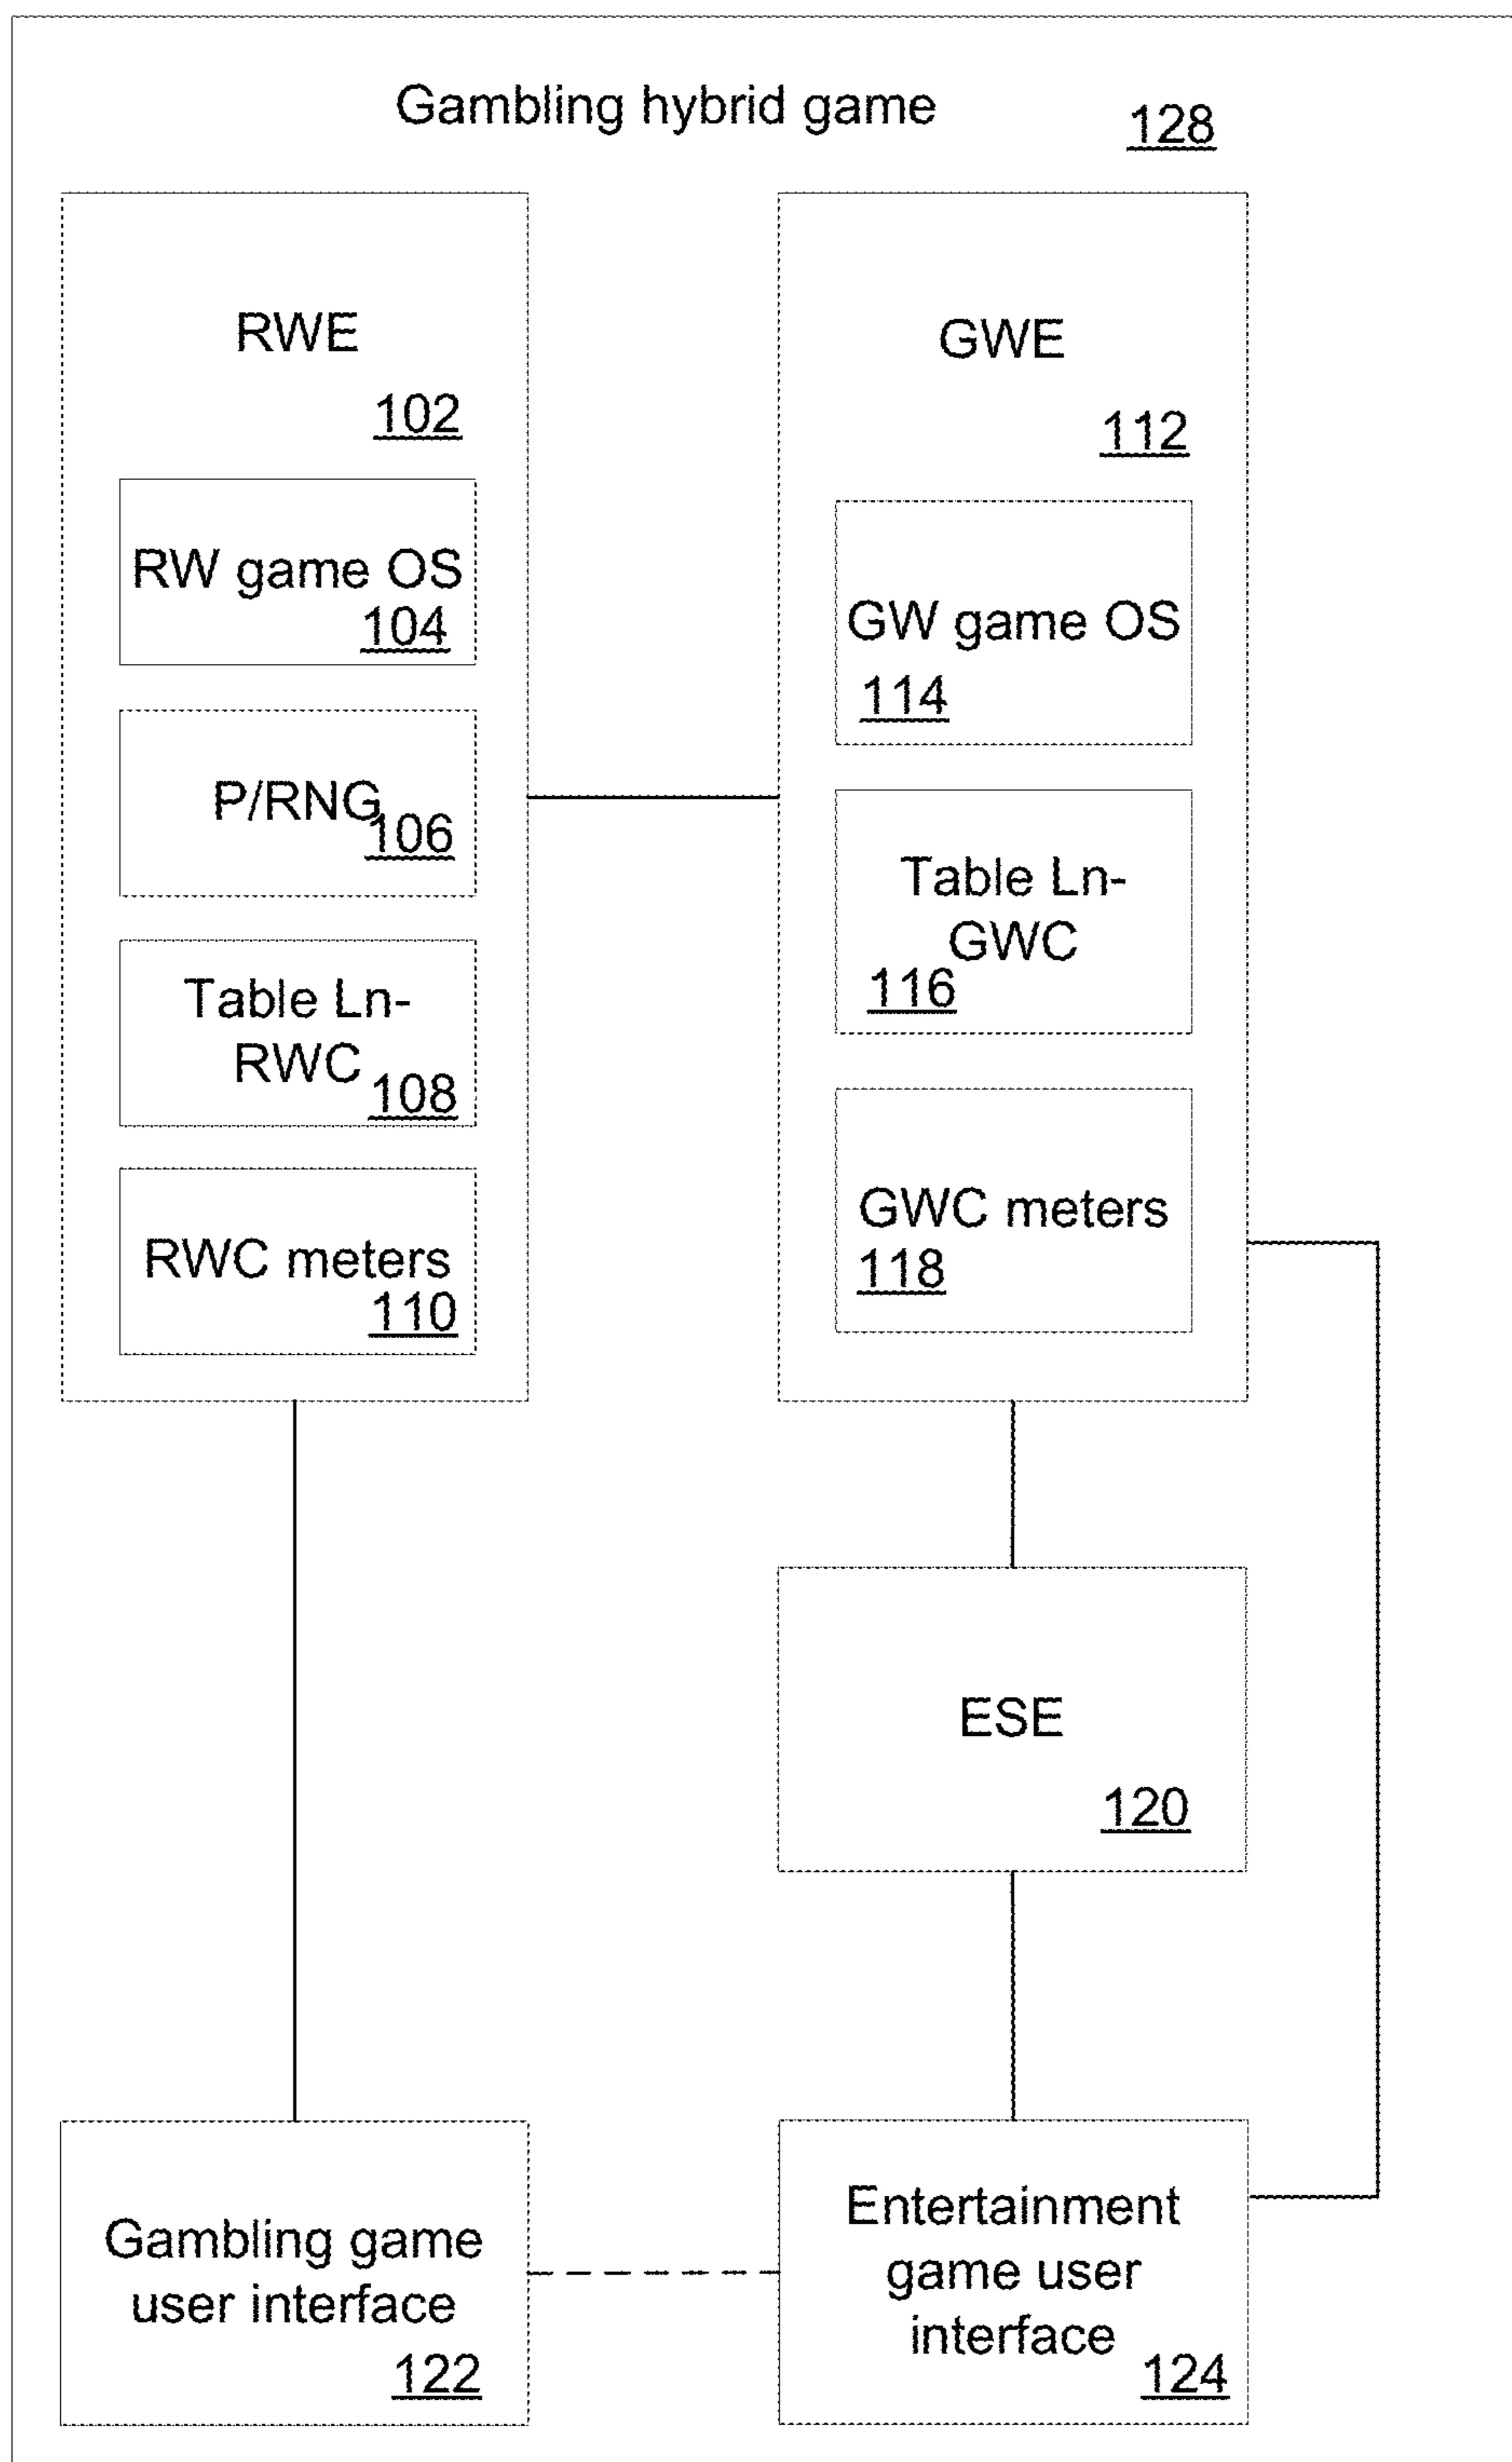 Gambling hybrid game
128
RWE
102
RW game OS
104
P/RNG
106
Table Ln-
RWC
108
RWC meters
110
GWE
112
GW game OS
114
Table Ln-
GWC
116
GWC meters
118
ESE
120
Gambling game
user interface
122
Entertainment
game user
interface
124